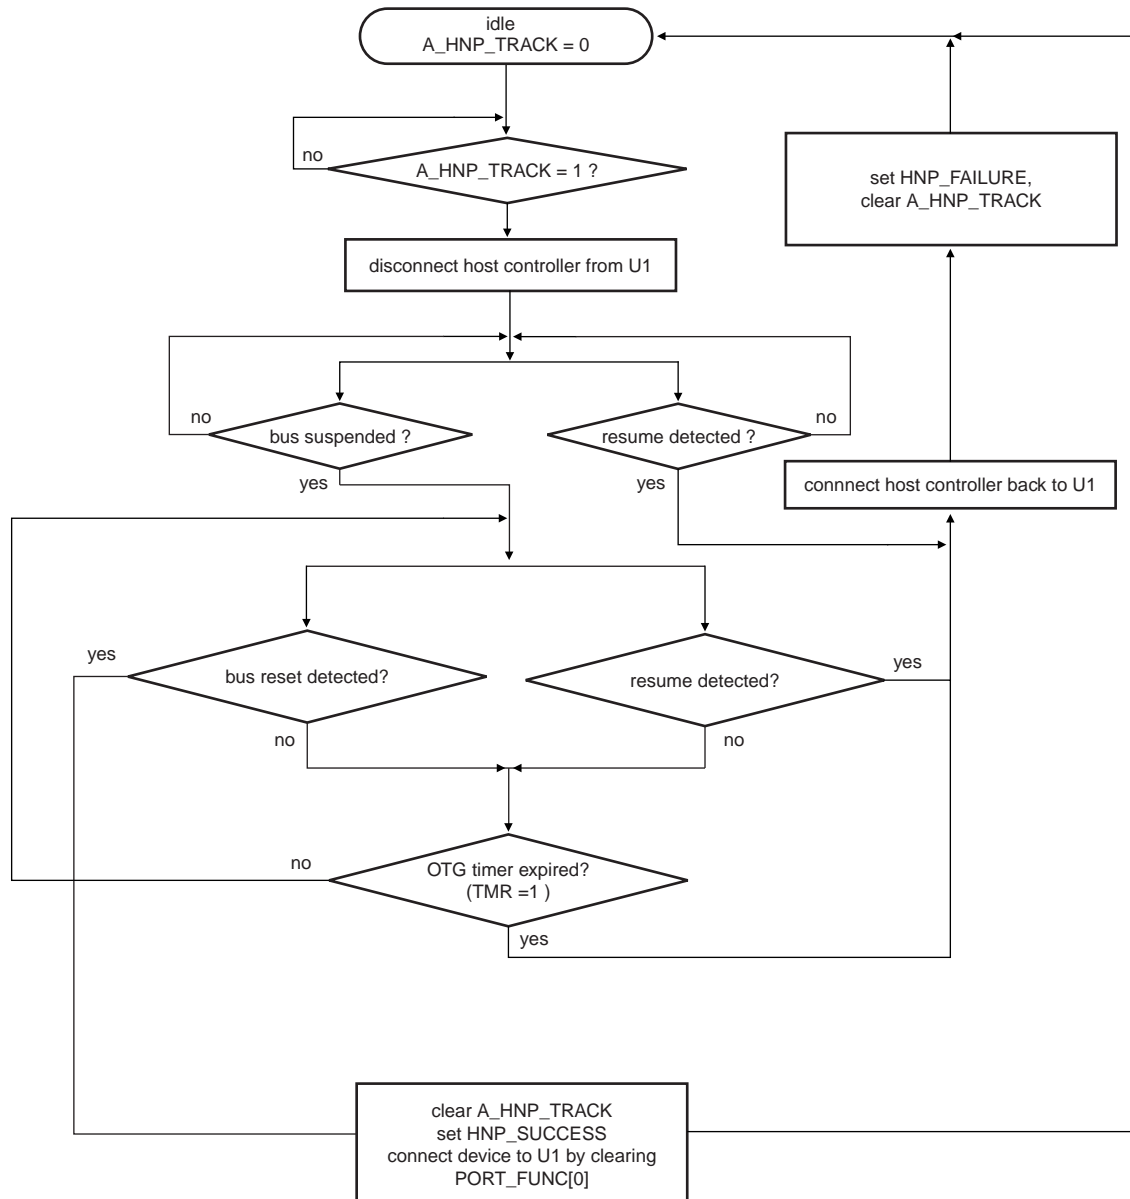 idle
A_HNP_TRACK = 0
no
A_HNP_TRACK = 1 ?
set HNP_FAILURE,
clear A_HNP_TRACK
disconnect host controller from U1
no
bus suspended ?
resume detected ?
no
yes
yes
connnect host controller back to U1
yes
bus reset detected?
resume detected?
yes
no
no
no
OTG timer expired?
(TMR =1 )
yes
clear A_HNP_TRACK
set HNP_SUCCESS
connect device to U1 by clearing
PORT_FUNC[0]